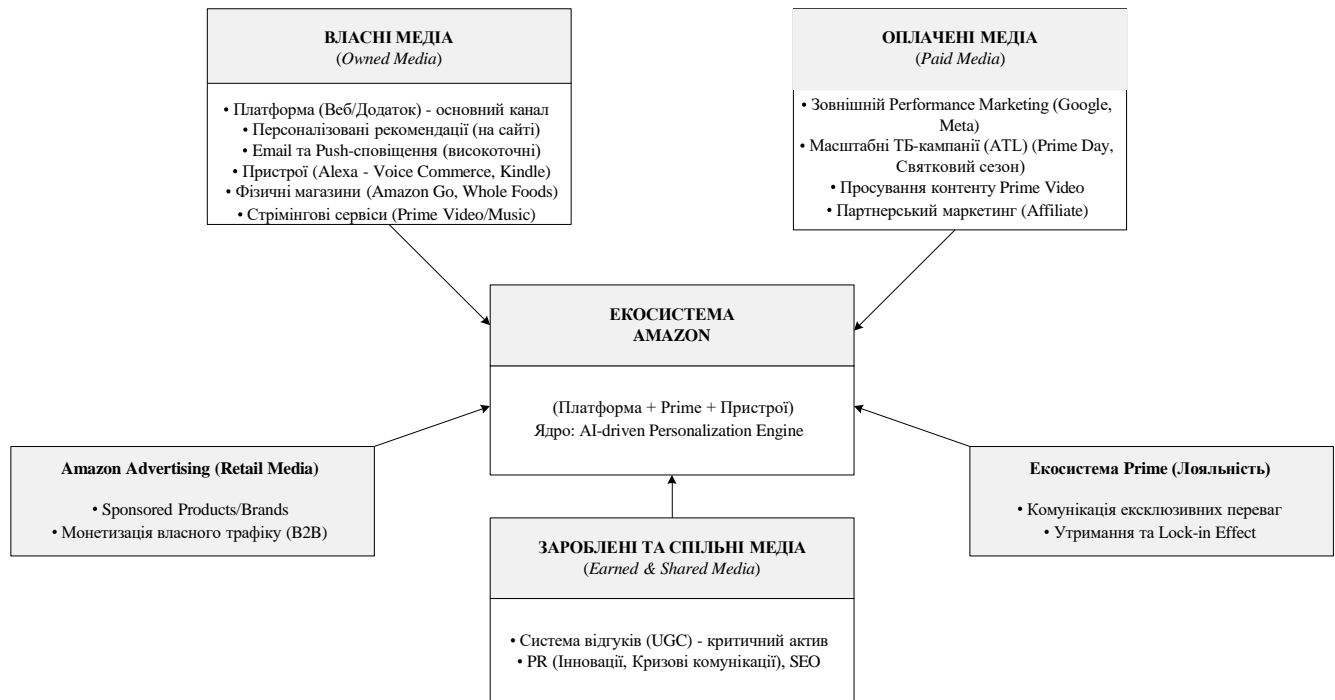 ВЛАСНІ МЕДІА
(Owned Media)
• Платформа (Веб/Додаток) - основний канал
• Персоналізовані рекомендації (на сайті)
• Email та Push-сповіщення (високоточні)
• Пристрої (Alexa - Voice Commerce, Kindle)
• Фізичні магазини (Amazon Go, Whole Foods)
• Стрімінгові сервіси (Prime Video/Music)
ОПЛАЧЕНІ МЕДІА
(Paid Media)
• Зовнішній Performance Marketing (Google,
Meta)
• Масштабні ТБ-кампанії (ATL) (Prime Day,
Святковий сезон)
• Просування контенту Prime Video
• Партнерський маркетинг (Affiliate)
ЕКОСИСТЕМА
AMAZON
(Платформа + Prime + Пристрої)
Ядро: AI-driven Personalization Engine
Amazon Advertising (Retail Media)
• Sponsored Products/Brands
• Монетизація власного трафіку (B2B)
Екосистема Prime (Лояльність)
• Комунікація ексклюзивних переваг
• Утримання та Lock-in Effect
ЗАРОБЛЕНІ ТА СПІЛЬНІ МЕДІА
(Earned & Shared Media)
• Система відгуків (UGC) - критичний актив
• PR (Інновації, Кризові комунікації), SEO